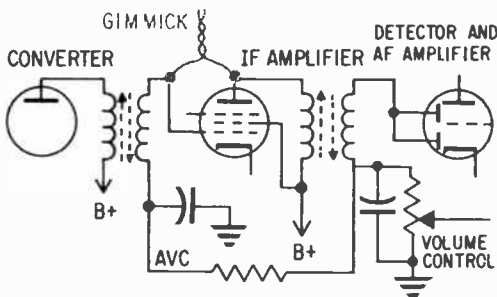 GIMMICK
DETECTOR AND
AF AMPLIFIER
CONVERTER
IF AMPLIFIER
B+
B+
AVC
VOLUME
CONTROL